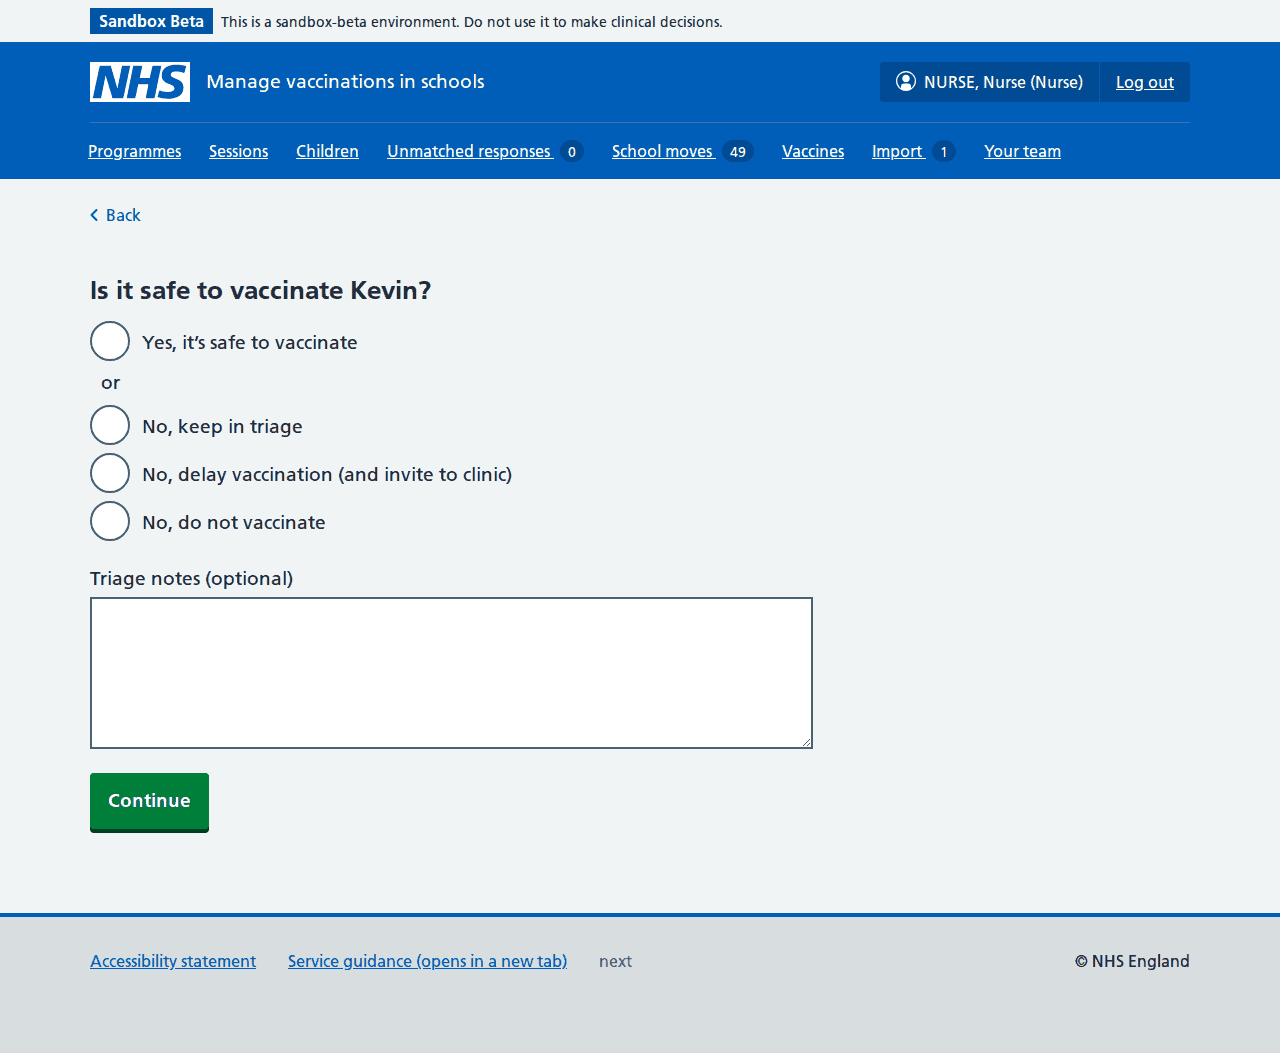 Sandbox Beta This is a sandbox-beta environment. Do not use it to make clinical decisions.
NHS Manage vaccinations in schools NURSE, Nurse (Nurse) Log out
Programmes Sessions Children Unmatched responses 0 School moves 49 Vaccines Import 1 Your team
Back
Is it safe to vaccinate Kevin?
Yes, it’s safe to vaccinate
or
No, keep in triage
No, delay vaccination (and invite to clinic)
No, do not vaccinate
Triage notes (optional)
Continue
Accessibility statement Service guidance (opens in a new tab) next © NHS England